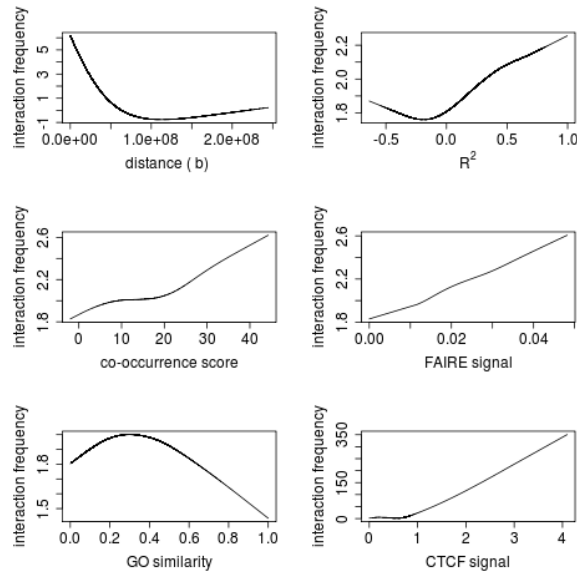 interaction frequency
-1 1 3 5
0.0e+00 1.0e+08 2.0e+08
distance ( b)
interaction frequency
1.8 2.0 2.2
-0.5 0.0 0.5 1.0
R²
interaction frequency
1.8 2.2 2.6
0 10 20 30 40
co-occurrence score
interaction frequency
1.8 2.2 2.6
0.00 0.02 0.04
FAIRE signal
interaction frequency
1.5 1.8
0.0 0.2 0.4 0.6 0.8 1.0
GO similarity
interaction frequency
0 50 150 350
0 1 2 3 4
CTCF signal